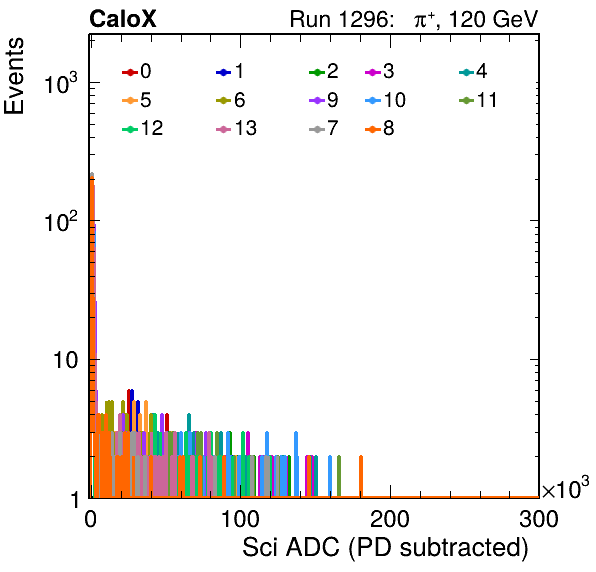 CaloX Run 1296: π⁺, 120 GeV
Events
10³
10²
10
1
0 1 2 3 4
5 6 9 10 11
12 13 7 8
0 100 200 300
×10³
Sci ADC (PD subtracted)